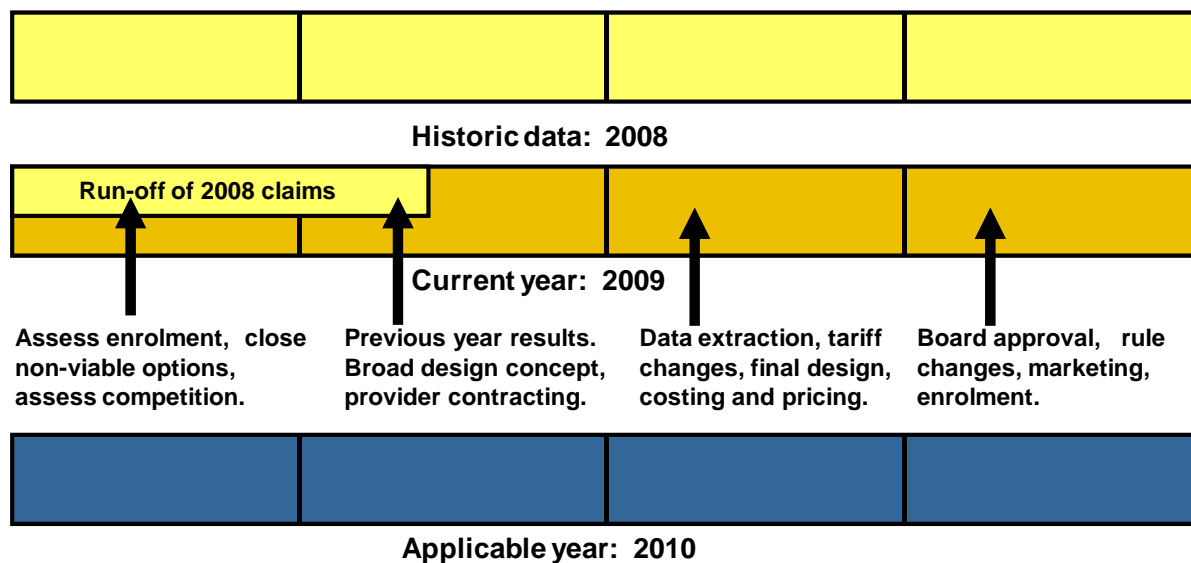 Historic data: 2008
Run-off of 2008 claims
Current year: 2009
Assess enrolment, close
non-viable options,
assess competition.
Previous year results.
Broad design concept,
provider contracting.
Data extraction, tariff
changes, final design,
costing and pricing.
Board approval, rule
changes, marketing,
enrolment.
Applicable year: 2010